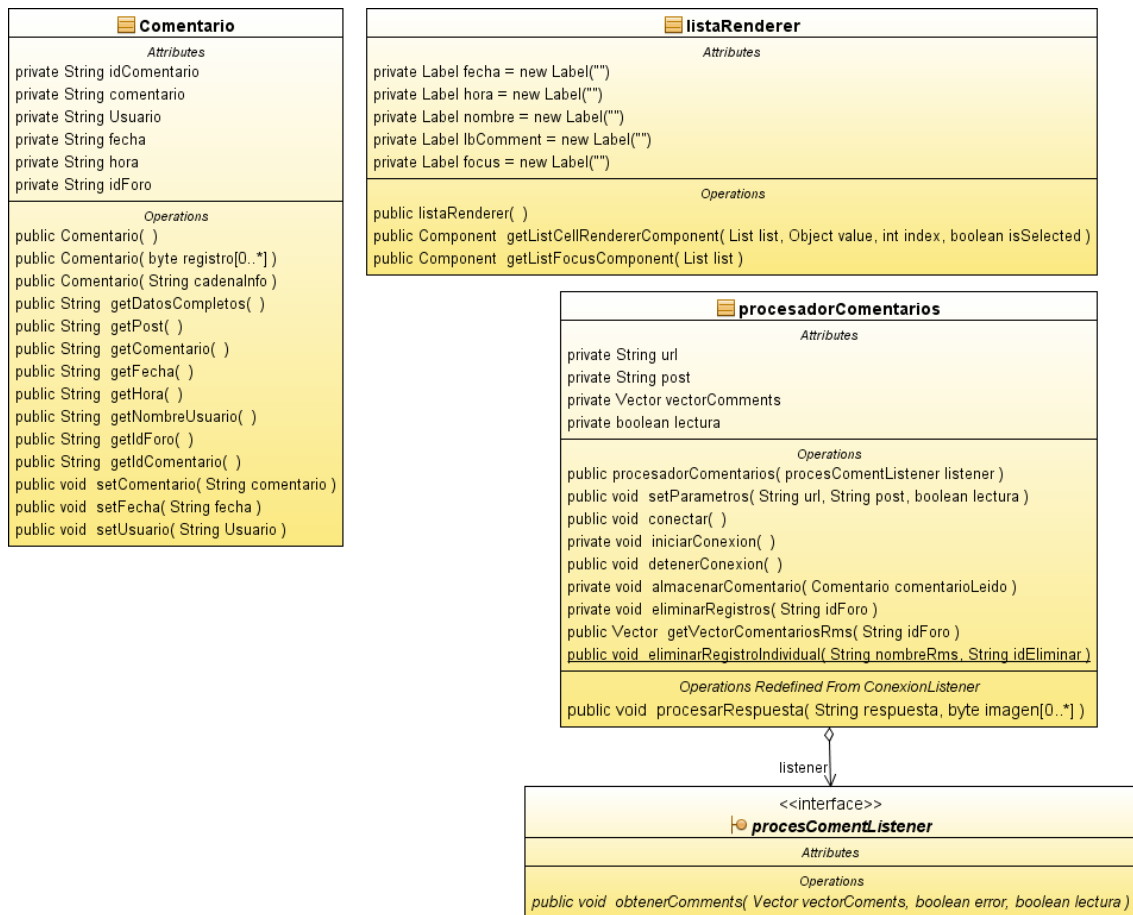 Comentario
Attributes
private String idComentario
private String comentario
private String Usuario
private String fecha
private String hora
private String idForo
Operations
public Comentario( )
public Comentario( byte registro[0..*] )
public Comentario( String cadenaInfo )
public String getDatosCompletos( )
public String getPost( )
public String getComentario( )
public String getFecha( )
public String getHora( )
public String getNombreUsuario( )
public String getIdForo( )
public String getIdComentario( )
public void setComentario( String comentario )
public void setFecha( String fecha )
public void setUsuario( String Usuario )
listaRenderer
Attributes
private Label fecha = new Label("")
private Label hora = new Label("")
private Label nombre = new Label("")
private Label lbComment = new Label("")
private Label focus = new Label("")
Operations
public listaRenderer( )
public Component getListCellRendererComponent( List list, Object value, int index, boolean isSelected )
public Component getListFocusComponent( List list )
procesadorComentarios
Attributes
private String url
private String post
private Vector vectorComments
private boolean lectura
Operations
public procesadorComentarios( procesComentListener listener )
public void setParametros( String url, String post, boolean lectura )
public void conectar( )
private void iniciarConexion( )
public void detenerConexion( )
private void almacenarComentario( Comentario comentarioLeido )
private void eliminarRegistros( String idForo )
public Vector getVectorComentariosRms( String idForo )
public void eliminarRegistroIndividual( String nombreRms, String idEliminar )
Operations Redefined From ConexionListener
public void procesarRespuesta( String respuesta, byte imagen[0..*] )
listener
<<interface>>
procesComentListener
Attributes
Operations
public void obtenerComments( Vector vectorComents, boolean error, boolean lectura )